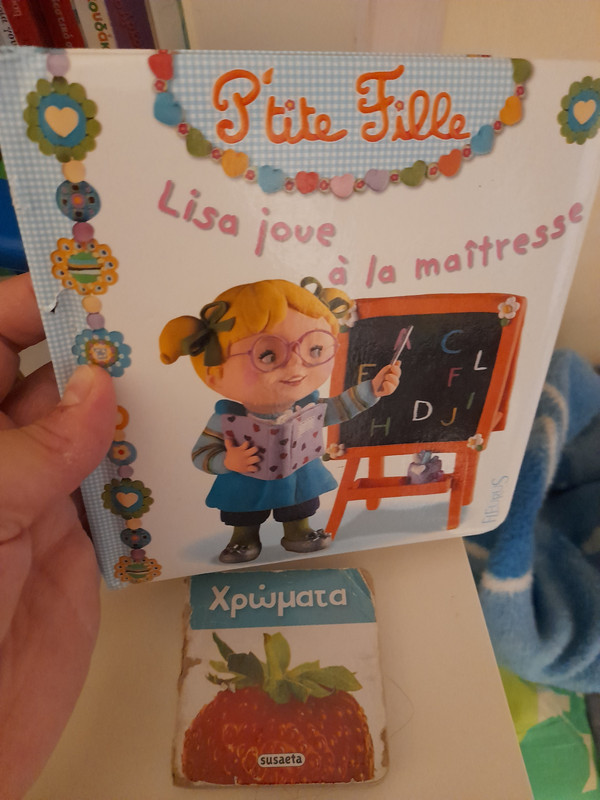 P'tite Fille
Lisa joue
à la maîtresse
A C
E F L
D J I
H
FLEURUS
Χρώματα
susaeta